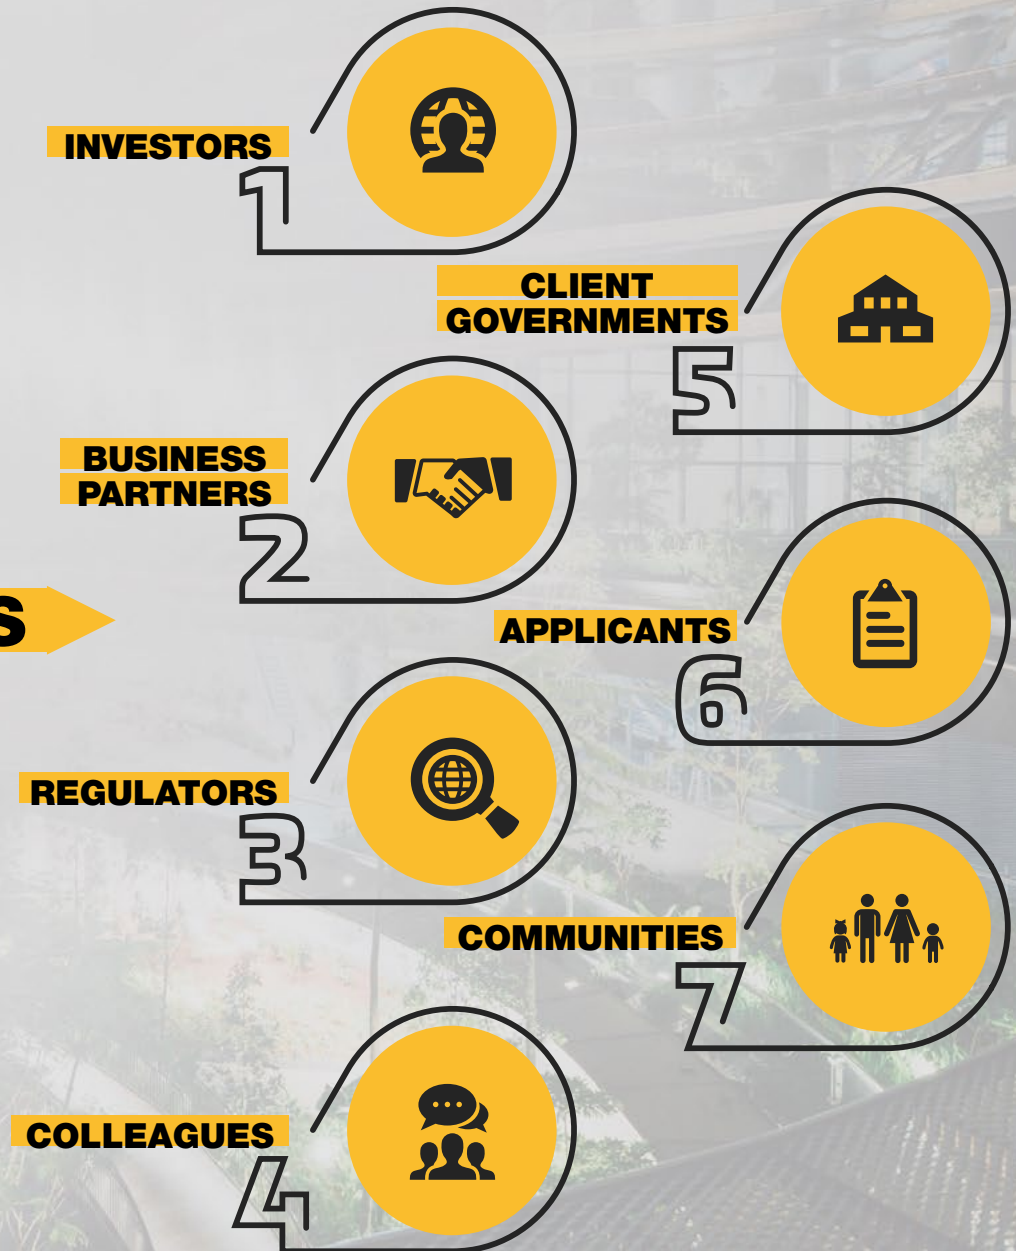 INVESTORS
1
BUSINESS
PARTNERS
2
S
REGULATORS
3
COLLEAGUES
4
CLIENT
GOVERNMENTS
5
APPLICANTS
6
COMMUNITIES
7